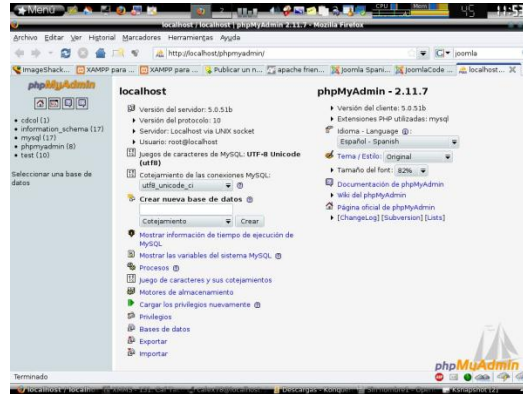 Menú
CPU
Mem
45
localhost / localhost | phpMyAdmin 2.11.7 - Mozilla Firefox
Archivo Editar Ver Historial Marcadores Herramientas Ayuda
http://localhost/phpmyadmin/
joomla
ImageShack...
XAMPP para ...
XAMPP para ...
Publicar un n...
apache frien...
Joomla Spani...
JoomlaCode ...
localhost...
phpMyAdmin
cdcol (1)
information_schema (17)
mysql (17)
phpmyadmin (8)
test (10)
Seleccionar una base de
datos
localhost
Versión del servidor: 5.0.51b
Versión del protocolo: 10
Servidor: Localhost via UNIX socket
Usuario: root@localhost
Juegos de caracteres de MySQL: UTF-8 Unicode
(utf8)
Cotejamiento de las conexiones MySQL:
utf8_unicode_ci
Crear nueva base de datos
Cotejamiento
Crear
Mostrar información de tiempo de ejecución de
MySQL
Mostrar las variables del sistema MySQL
Procesos
Juego de caracteres y sus cotejamientos
Motores de almacenamiento
Cargar los privilegios nuevamente
Privilegios
Bases de datos
Exportar
Importar
phpMyAdmin - 2.11.7
Versión del cliente: 5.0.51b
Extensiones PHP utilizadas: mysql
Idioma - Language
Español - Spanish
Tema / Estilo: Original
Tamaño del font: 82%
Documentación de phpMyAdmin
Wiki del phpMyAdmin
Página oficial de phpMyAdmin
[ChangeLog] [Subversion] [Lists]
phpMyAdmin
Terminado